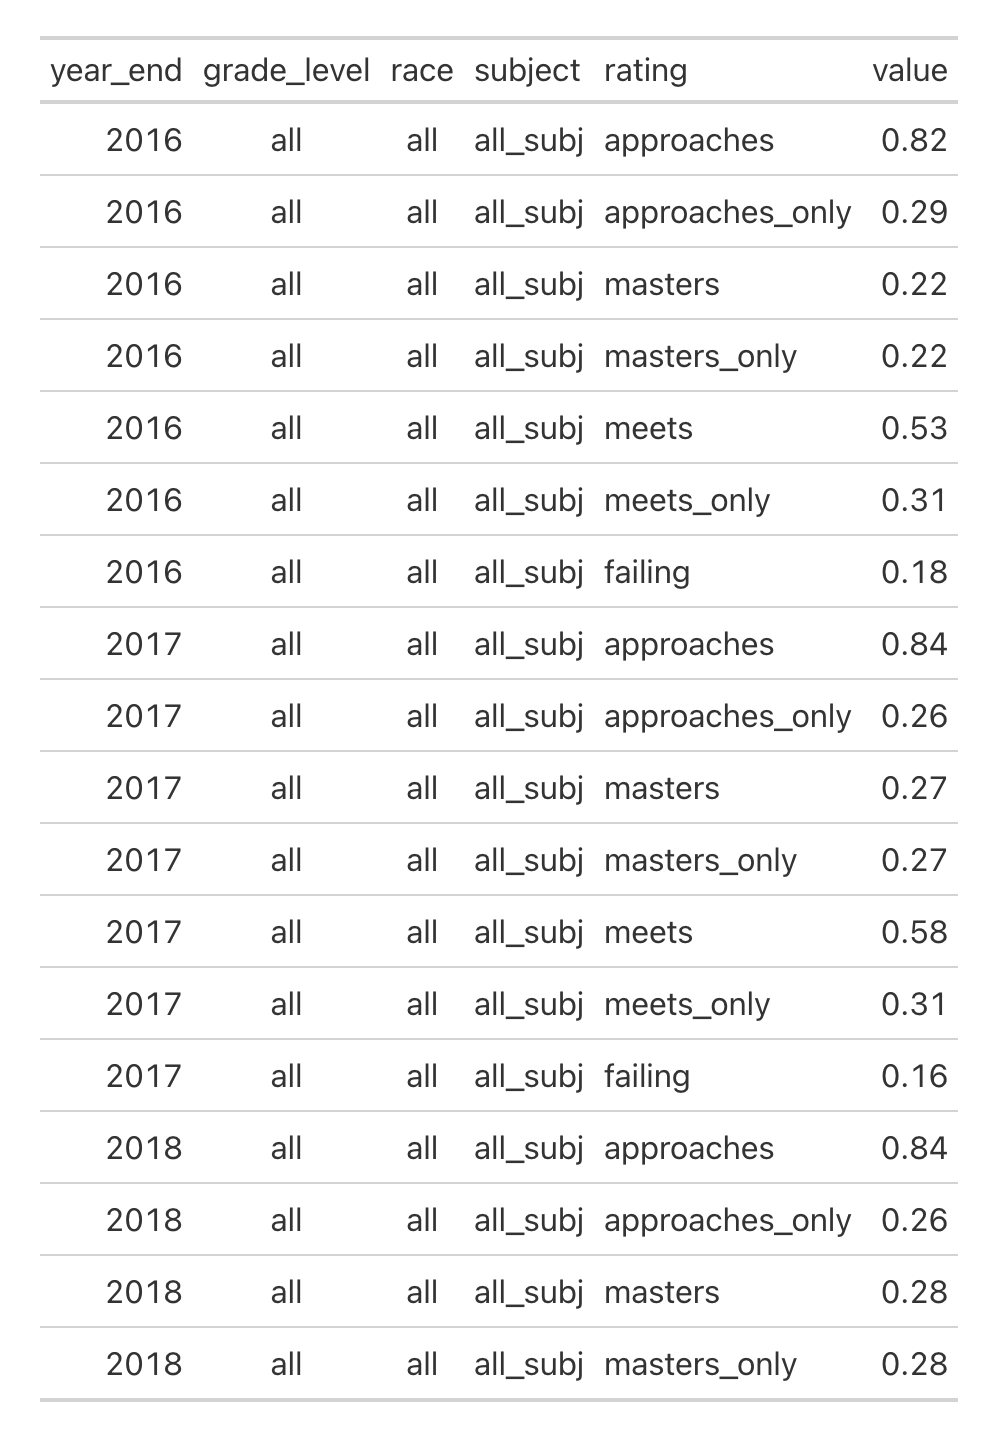 year_end grade_level race subject rating value
2016 all all all_subj approaches 0.82
2016 all all all_subj approaches_only 0.29
2016 all all all_subj masters 0.22
2016 all all all_subj masters_only 0.22
2016 all all all_subj meets 0.53
2016 all all all_subj meets_only 0.31
2016 all all all_subj failing 0.18
2017 all all all_subj approaches 0.84
2017 all all all_subj approaches_only 0.26
2017 all all all_subj masters 0.27
2017 all all all_subj masters_only 0.27
2017 all all all_subj meets 0.58
2017 all all all_subj meets_only 0.31
2017 all all all_subj failing 0.16
2018 all all all_subj approaches 0.84
2018 all all all_subj approaches_only 0.26
2018 all all all_subj masters 0.28
2018 all all all_subj masters_only 0.28